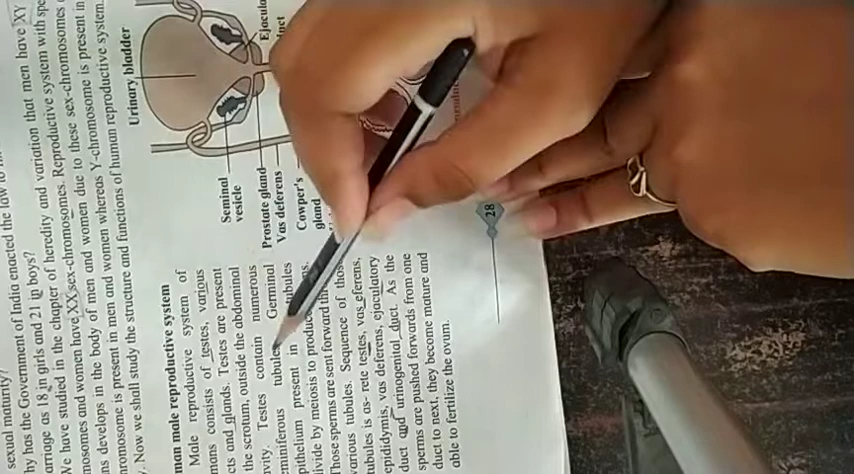 sexual maturity?
hy has the Government of India enacted the law to
arriage as 18 in girls and 21 in boys?
We have studied in the chapter of heredity and variation that men have XY
mosomes and women have XX sex-chromosomes. Reproductive system with spe
ns develops in the body of men and women due to these sex-chromosomes
chromosome is present in men and women whereas Y-chromosome is present in
. Now we shall study the structure and functions of human reproductive system.
uman male reproductive system
Male reproductive system of
mans consists of testes, various
cts and glands. Testes are present
the scrotum, outside the abdominal
vity. Testes contain numerous
miniferous tubules. Germinal
pithelium present in tubules
ivide by meiosis to produce
Those sperms are sent forward
various tubules. Sequence of those
tubules is as- rete testes, vas eferens,
epididymis, vas deferens, ejaculatory
duct and urinogenital duct. As the
sperms are pushed forwards from one
duct to next, they become mature and
able to fertilize the ovum.
Urinary bladder
Ejacul
Seminal
vesicle
Prostate gland
Vas deferens
Cowper's
gland
28